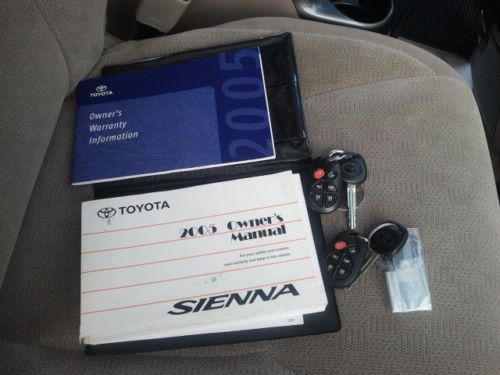 TOYOTA
Owner's
Warranty
Information
2005
TOYOTA
2005 Owner's
Manual
For your safety and comfort,
read carefully and keep in the vehicle.
SIENNA